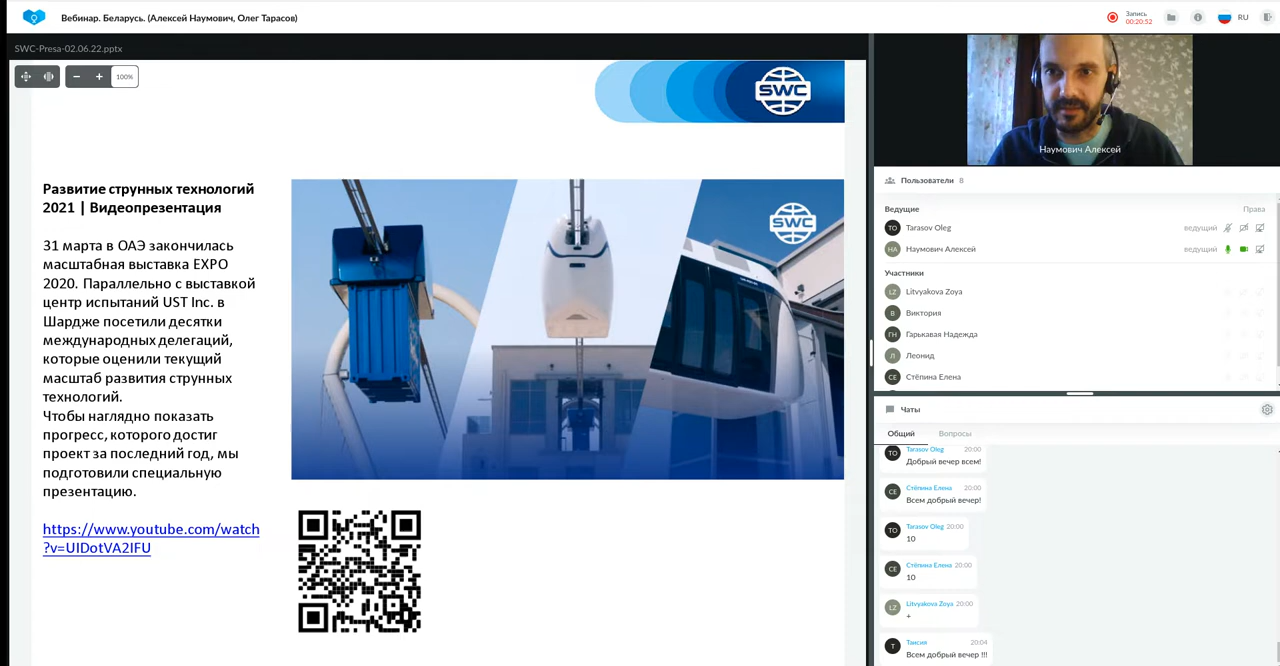 Вебинар. Беларусь. (Алексей Наумович, Олег Тарасов)
Запись
00:20:52
RU
SWC-Presa-02.06.22.pptx
100%
SWC
Развитие струнных технологий
2021 | Видеопрезентация
31 марта в ОАЭ закончилась
масштабная выставка EXPO
2020. Параллельно с выставкой
центр испытаний UST Inc. в
Шардже посетили десятки
международных делегаций,
которые оценили текущий
масштаб развития струнных
технологий.
Чтобы наглядно показать
прогресс, которого достиг
проект за последний год, мы
подготовили специальную
презентацию.
https://www.youtube.com/watch
?v=UIDotVA2IFU
SWC
Наумович Алексей
Пользователи 8
Ведущие Права
TO Tarasov Oleg ведущий
НА Наумович Алексей ведущий
Участники
LZ Litvyakova Zoya
В Виктория
ГН Гарькавая Надежда
Л Леонид
СЕ Стёпина Елена
Чаты
Общий Вопросы
TO Tarasov Oleg 20:00
Добрый вечер всем!
СЕ Стёпина Елена 20:00
Всем добрый вечер!
TO Tarasov Oleg 20:00
10
СЕ Стёпина Елена 20:00
10
LZ Litvyakova Zoya 20:00
+
Т Таисия 20:04
Всем добрый вечер !!!